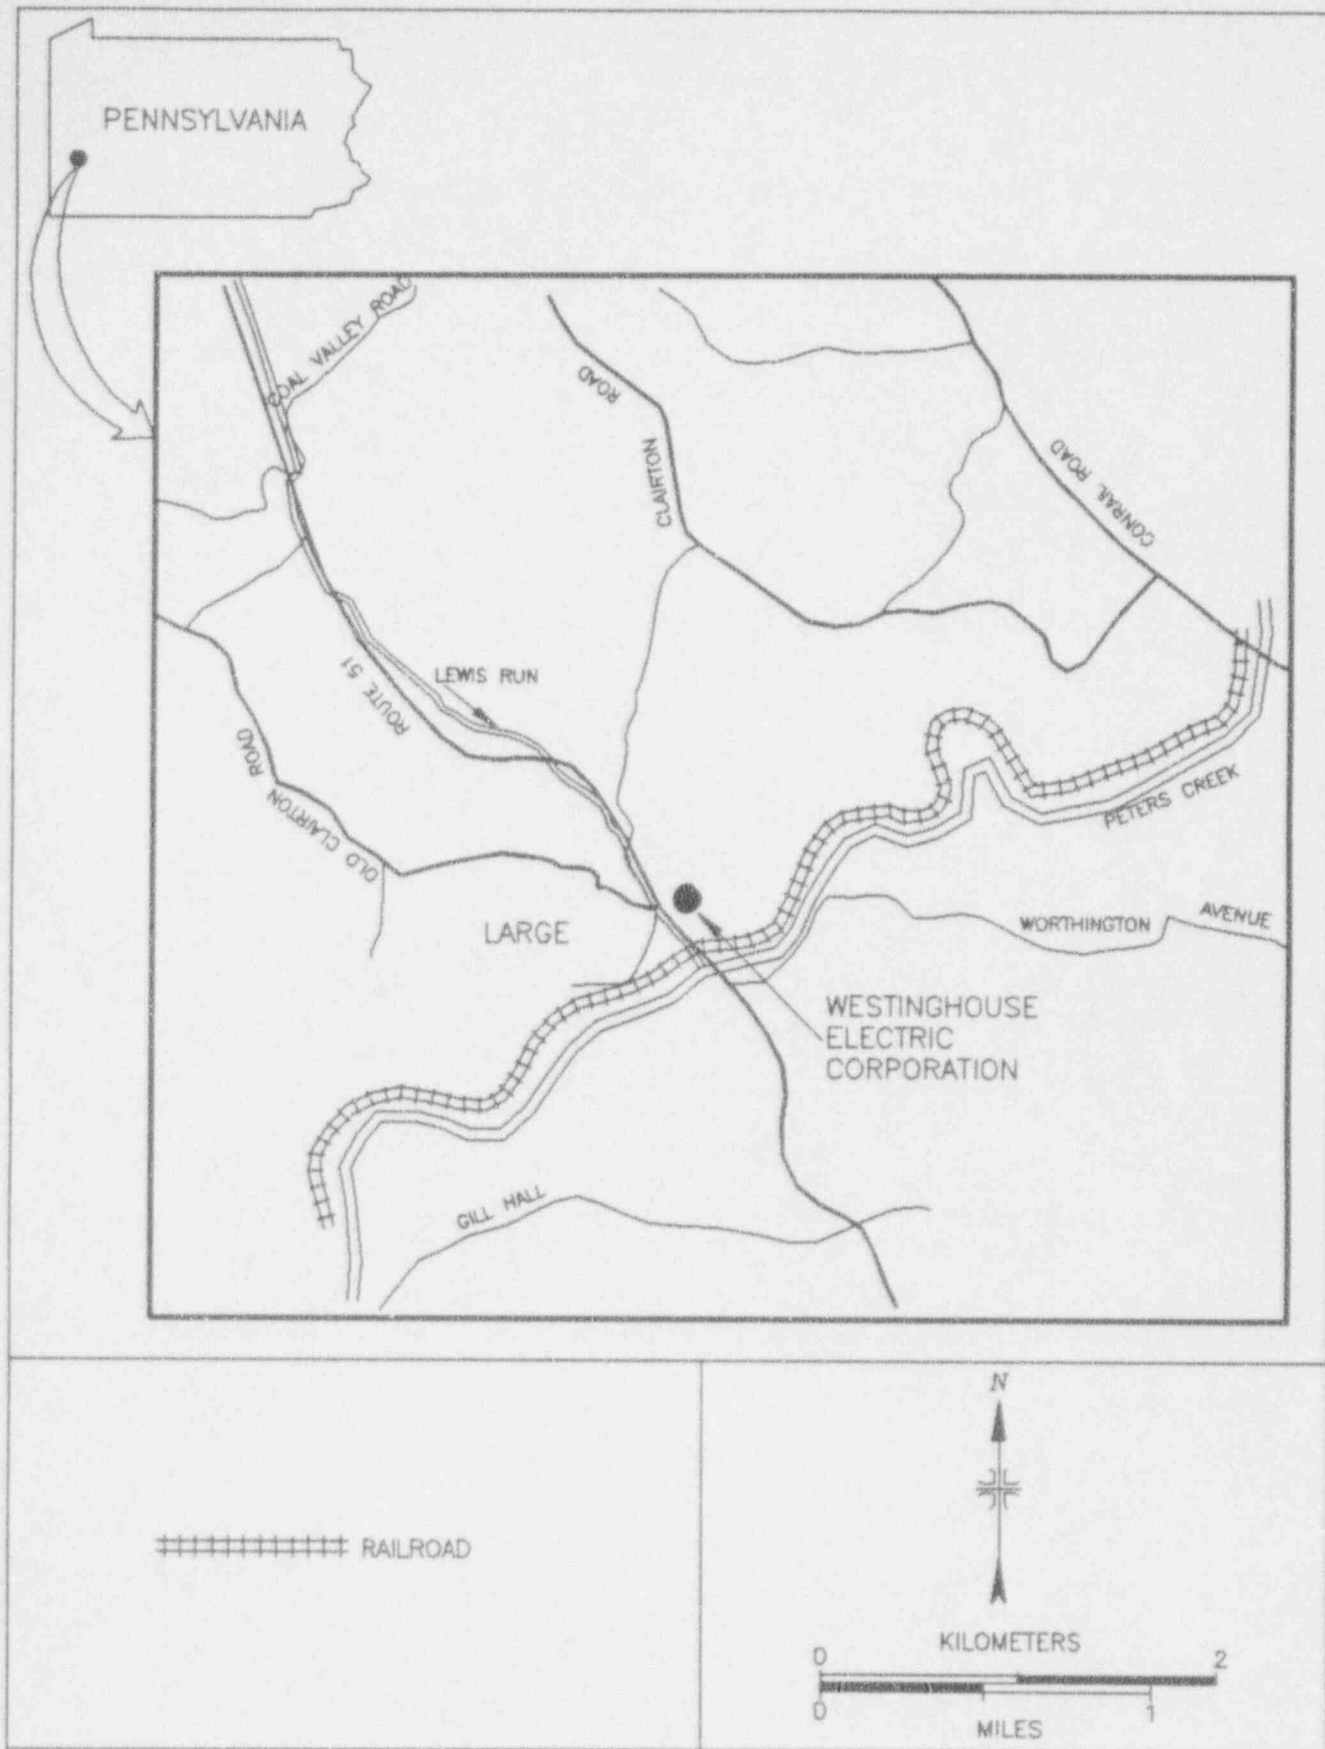 PENNSYLVANIA
COAL VALLEY ROAD
ROAD
CLAIRTON
CONRAIL ROAD
LEWIS RUN
ROUTE 51
ROAD
OLD CLAIRTON
PETERS CREEK
LARGE
WORTHINGTON
AVENUE
WESTINGHOUSE
ELECTRIC
CORPORATION
GILL HALL
RAILROAD
N
KILOMETERS
0
2
0
1
MILES